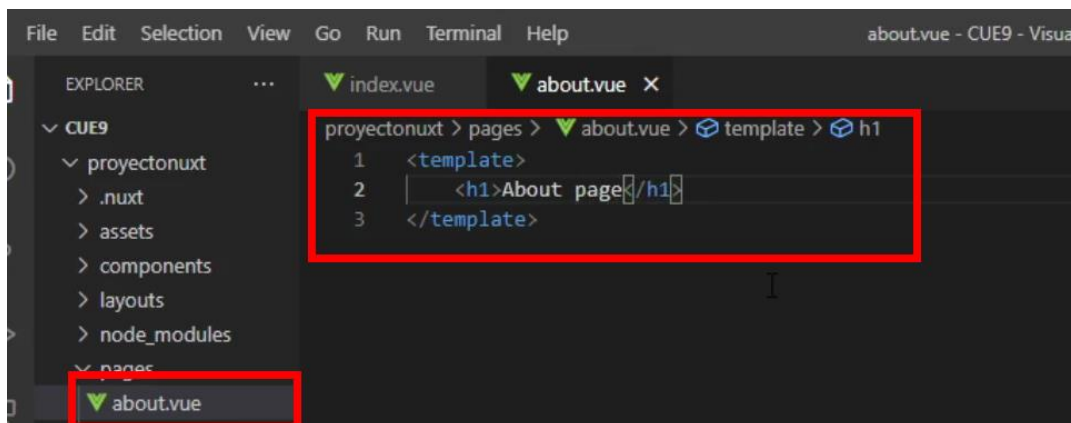 File Edit Selection View Go Run Terminal Help about.vue - CUE9 - Visua
EXPLORER ... index.vue about.vue ×
CUE9
proyectonuxt > pages > about.vue > template > h1
1 <template>
proyectonuxt
2 <h1>About page</h1>
> .nuxt
3 </template>
> assets
> components
> layouts
> node_modules
pages
about.vue